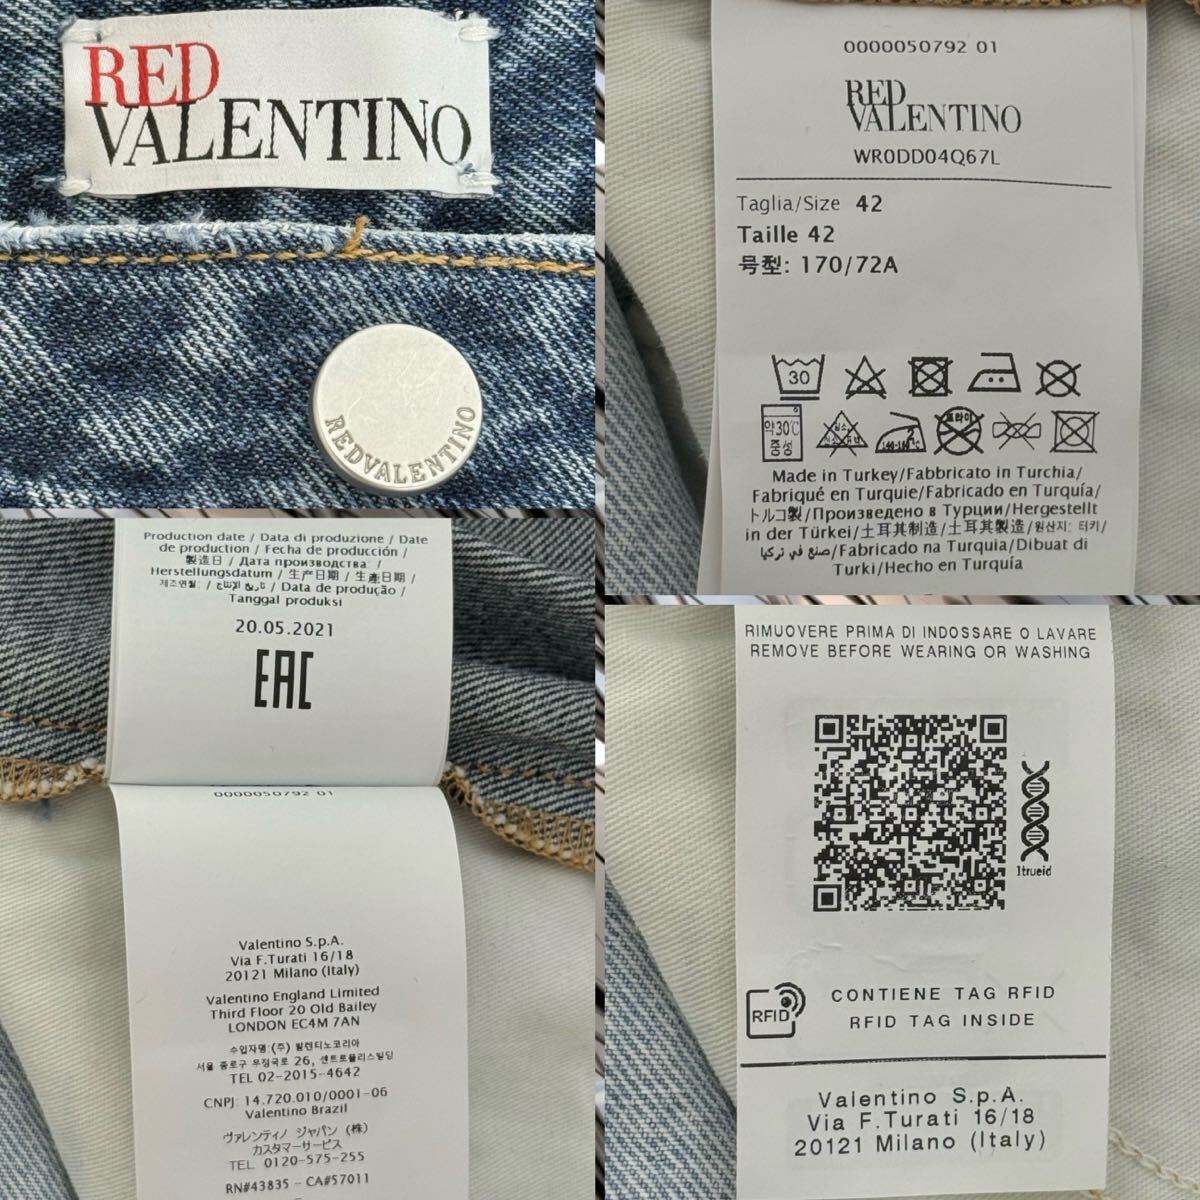 RED
VALENTINO
REDVALENTINO
0000050792 01
RED
VALENTINO
WR0DD04Q67L
Taglia/Size 42
Taille 42
号型: 170/72A
30
약30℃
중성
드라이
Made in Turkey/Fabbricato in Turchia/
Fabriqué en Turquie/Fabricado en Turquía/
トルコ製/Произведено в Турции/Hergestellt
in der Türkei/土耳其制造/土耳其製造/원산지: 터키/
صنع في تركيا/Fabricado na Turquia/Dibuat di
Turki/Hecho en Turquía
Production date / Data di produzione / Date
de production / Fecha de producción /
製造日 / Дата производства: /
Herstellungsdatum / 生产日期 / 生產日期 /
제조연월: / تاريخ الإنتاج / Data de produção /
Tanggal produksi
20.05.2021
EAC
0000050792 01
Valentino S.p.A.
Via F.Turati 16/18
20121 Milano (Italy)
Valentino England Limited
Third Floor 20 Old Bailey
LONDON EC4M 7AN
수입자명:(주) 발렌티노코리아
서울 종로구 우정국로 26, 센트로폴리스빌딩
TEL 02-2015-4642
CNPJ: 14.720.010/0001-06
Valentino Brazil
ヴァレンティノ ジャパン (株)
カスタマーサービス
TEL 0120-575-255
RN#43835 - CA#57011
RIMUOVERE PRIMA DI INDOSSARE O LAVARE
REMOVE BEFORE WEARING OR WASHING
1trueid
RFID
CONTIENE TAG RFID
RFID TAG INSIDE
Valentino S.p.A.
Via F.Turati 16/18
20121 Milano (Italy)